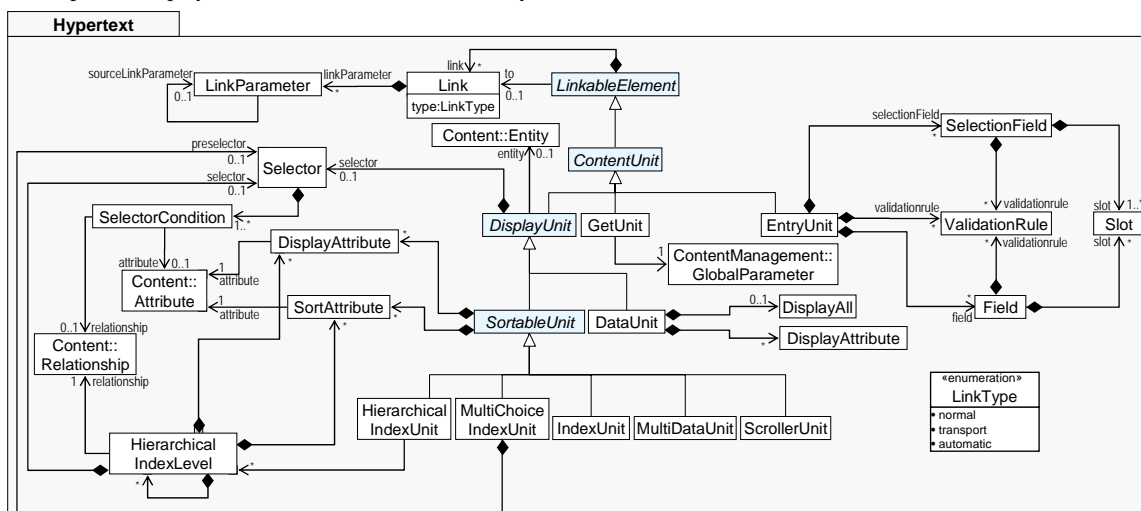 Hypertext
sourceLinkParameter
0..1
LinkParameter
linkParameter
*
link
*
Link
type:LinkType
to
0..1
LinkableElement
Content::Entity
entity
0..1
ContentUnit
selectionField
*
SelectionField
preselector
0..1
selector
0..1
Selector
selector
0..1
SelectorCondition
1..*
DisplayUnit
GetUnit
EntryUnit
validationrule
*
* validationrule
ValidationRule
* validationrule
slot
1..*
Slot
slot *
DisplayAttribute
*
*
attribute
0..1
1
attribute
Content::
Attribute
1
ContentManagement::
GlobalParameter
1
attribute
SortAttribute
*
*
SortableUnit
DataUnit
0..1
DisplayAll
*
field
Field
0..1
relationship
Content::
Relationship
1
relationship
*
DisplayAttribute
«enumeration»
LinkType
• normal
• transport
• automatic
Hierarchical
IndexUnit
MultiChoice
IndexUnit
IndexUnit
MultiDataUnit
ScrollerUnit
Hierarchical
IndexLevel
*
*